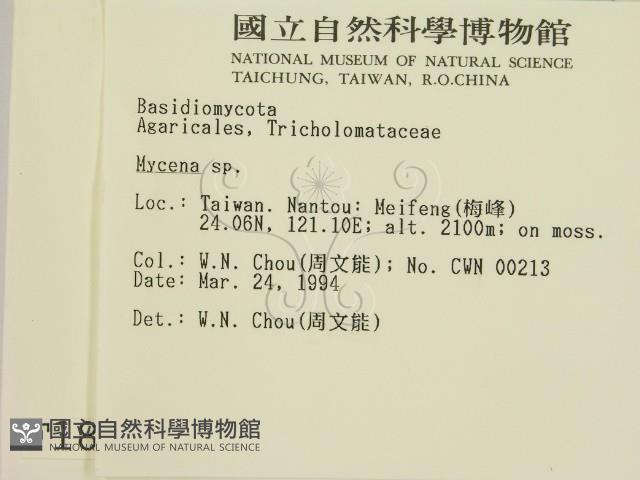 國立自然科學博物館
NATIONAL MUSEUM OF NATURAL SCIENCE
TAICHUNG, TAIWAN, R.O.CHINA
Basidiomycota
Agaricales, Tricholomataceae
Mycena sp.
Loc.: Taiwan. Nantou: Meifeng(梅峰)
24.06N, 121.10E; alt. 2100m; on moss.
Col.: W.N. Chou(周文能); No. CWN 00213
Date: Mar. 24, 1994
Det.: W.N. Chou(周文能)
18
國立自然科學博物館
NATIONAL MUSEUM OF NATURAL SCIENCE